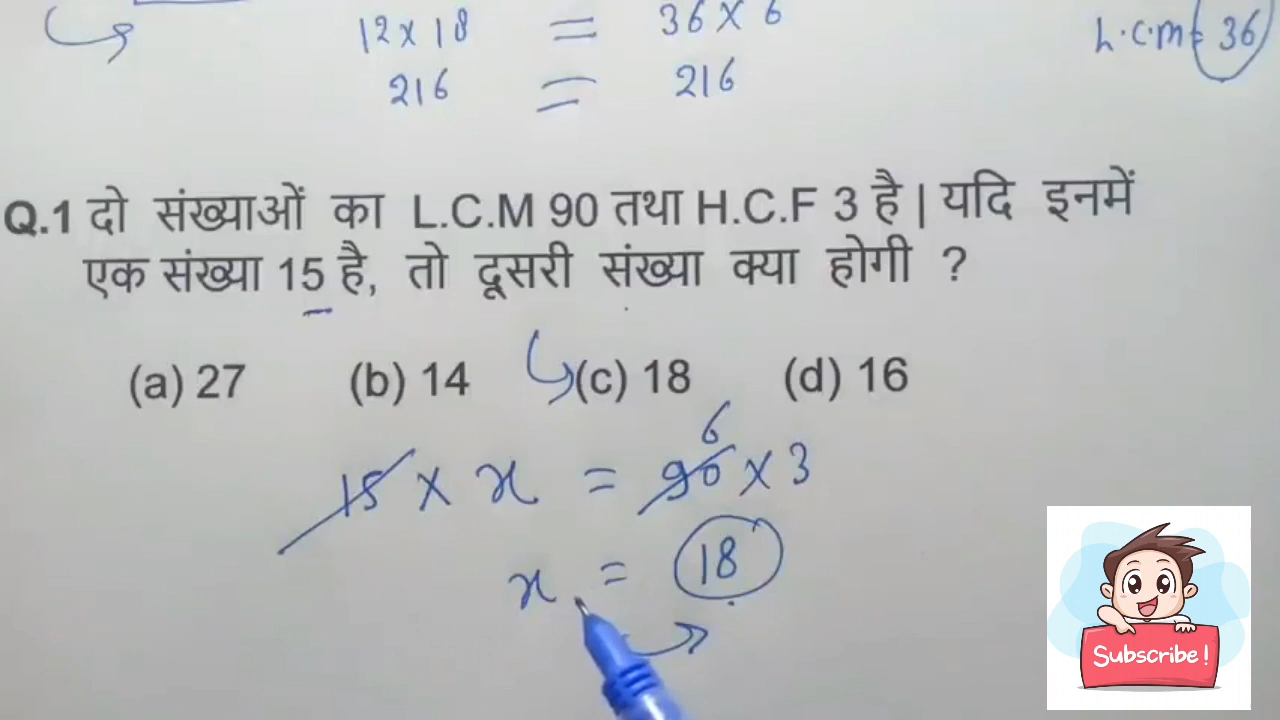 12 x 18 = 36 x 6
L.C.M = 36
216 = 216
Q.1 दो संख्याओं का L.C.M 90 तथा H.C.F 3 है | यदि इनमें
एक संख्या 15 है, तो दूसरी संख्या क्या होगी ?
(a) 27 (b) 14 (c) 18 (d) 16
6
15 x x = 90 x 3
x = 18
Subscribe!